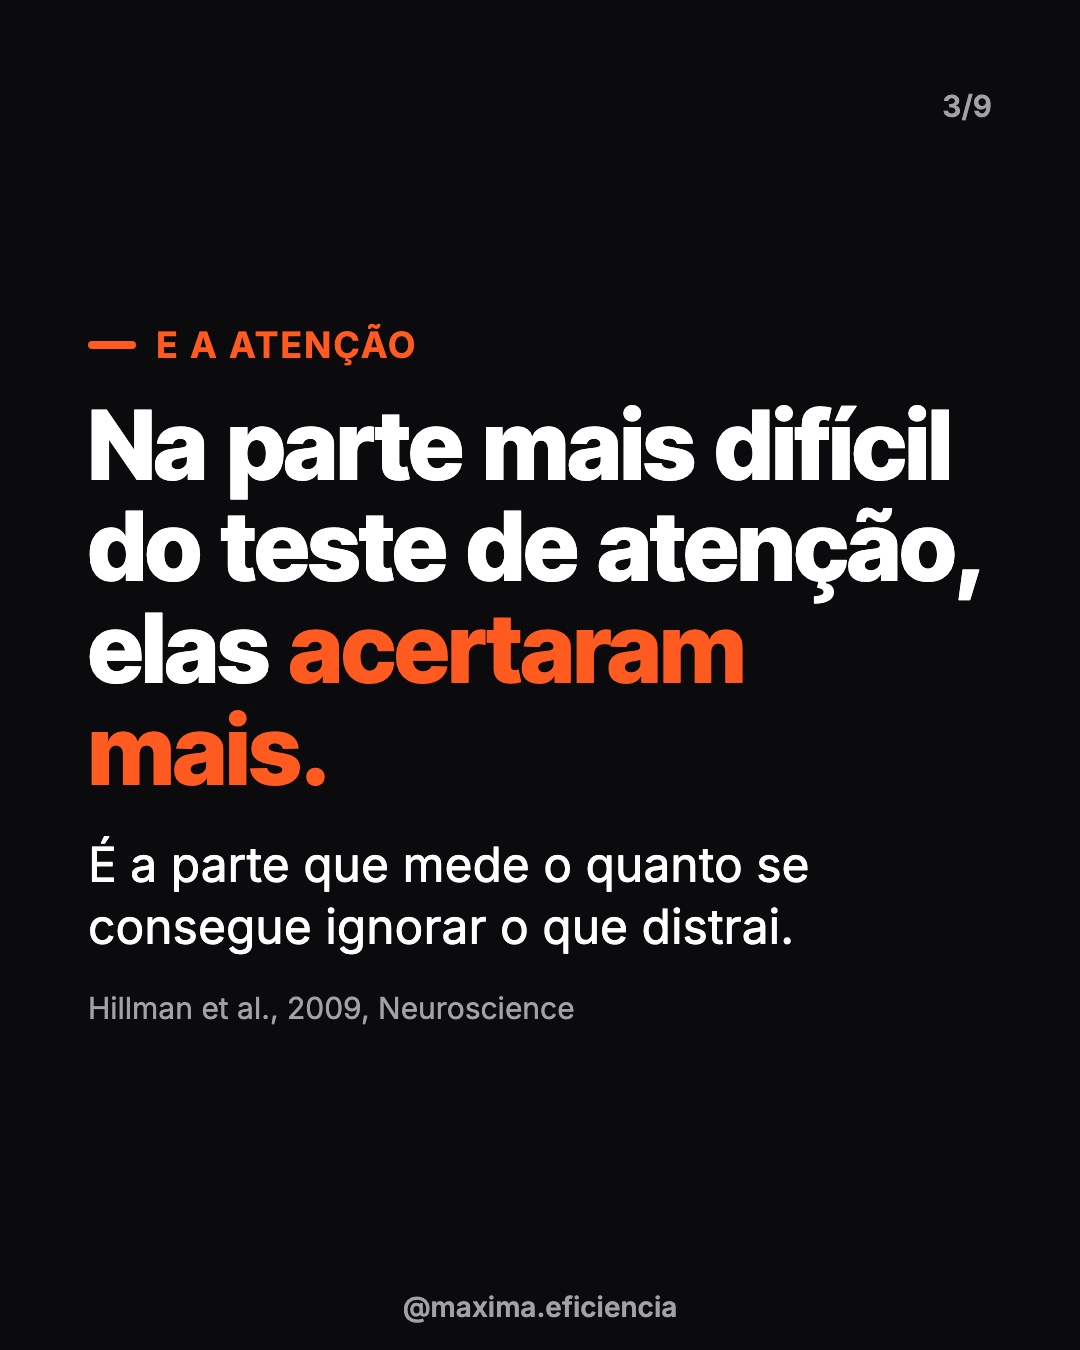 3/9
E A ATENÇÃO
Na parte mais difícil
do teste de atenção,
elas acertaram
mais.
É a parte que mede o quanto se
consegue ignorar o que distrai.
Hillman et al., 2009, Neuroscience
@maxima.eficiencia